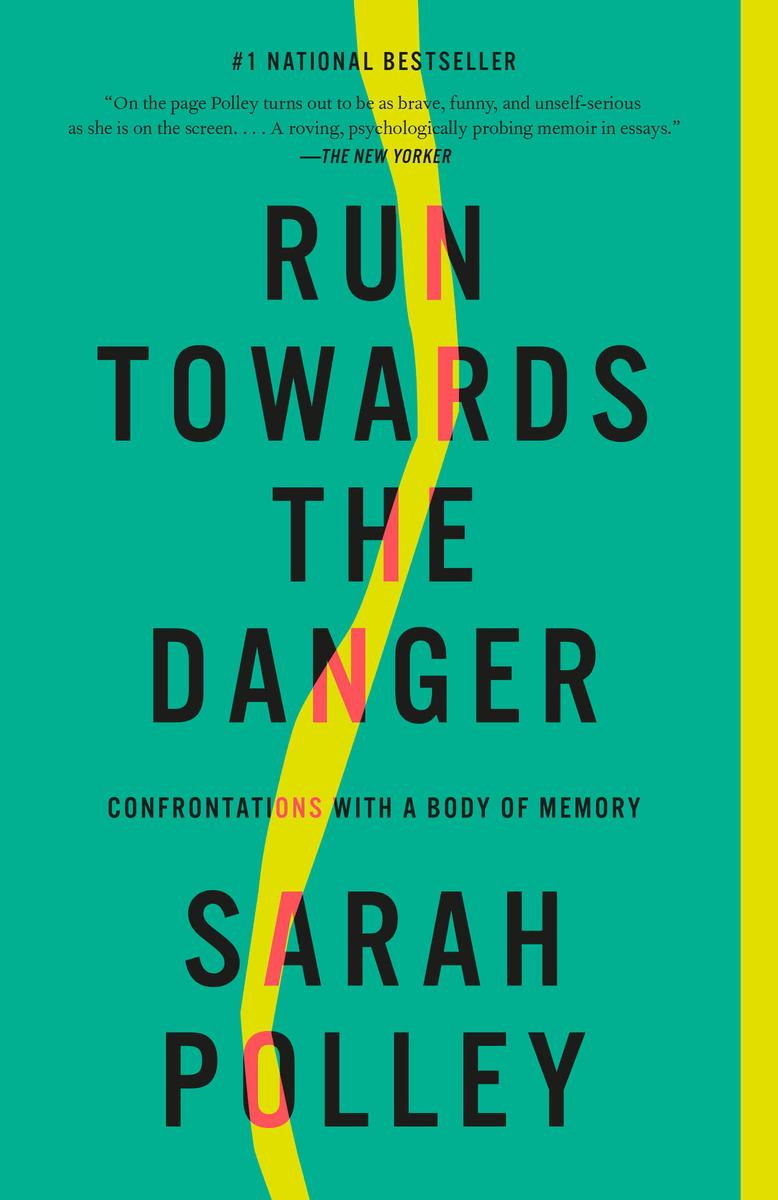 #1 NATIONAL BESTSELLER
“On the page Polley turns out to be as brave, funny, and unself-serious
as she is on the screen. . . . A roving, psychologically probing memoir in essays.”
—THE NEW YORKER
RUN
TOWARDS
THE
DANGER
CONFRONTATIONS WITH A BODY OF MEMORY
SARAH
POLLEY